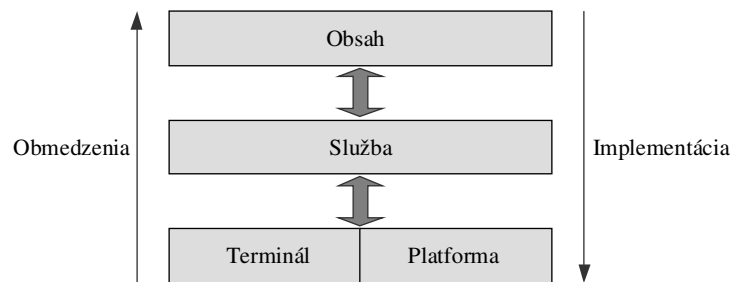 Obsah
Obmedzenia
Služba
Implementácia
Terminál
Platforma